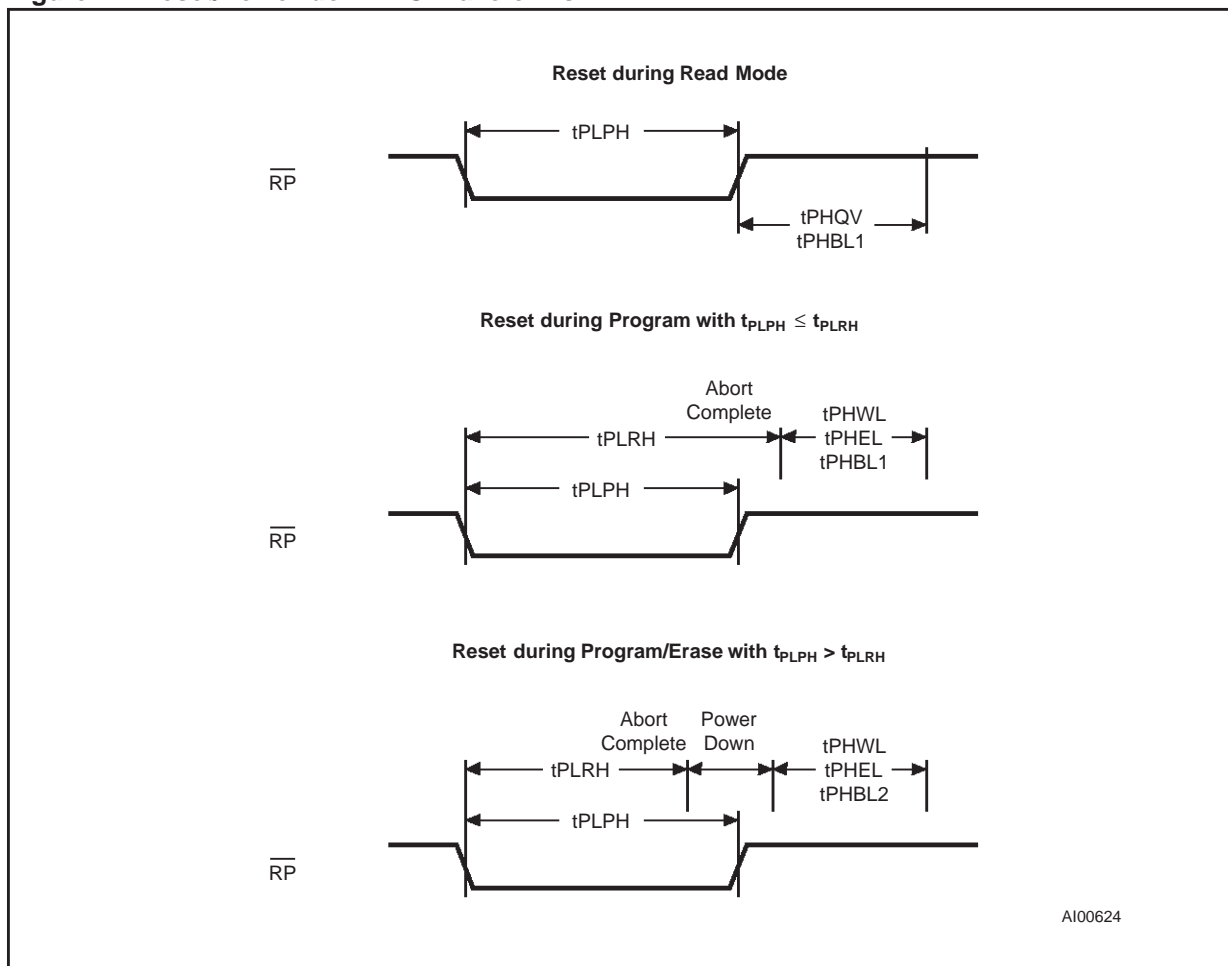 Reset during Read Mode
tPLPH
RP
tPHQV
tPHBL1
Reset during Program with tPLPH ≤ tPLRH
Abort
Complete
tPHWL
tPLRH
tPHEL
tPHBL1
tPLPH
RP
Reset during Program/Erase with tPLPH > tPLRH
Abort
Complete
Power
Down
tPHWL
tPLRH
tPHEL
tPHBL2
tPLPH
RP
AI00624